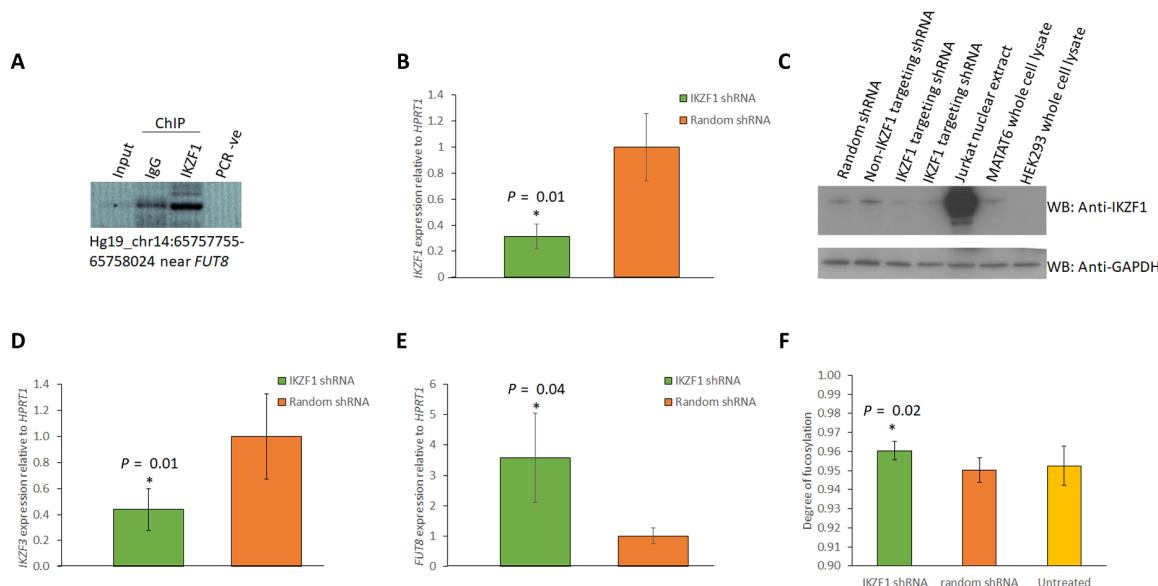 A
ChIP
Input
IgG
IKZF1
PCR -ve
Hg19_chr14:65757755-
65758024 near FUT8
B
IKZF1 expression relative to HPRT1
1.4
1.2
1
0.8
0.6
0.4
0.2
0
P = 0.01
*
IKZF1 shRNA
Random shRNA
C
Random shRNA
Non-IKZF1 targeting shRNA
IKZF1 targeting shRNA
IKZF1 targeting shRNA
Jurkat nuclear extract
MATAT6 whole cell lysate
HEK293 whole cell lysate
WB: Anti-IKZF1
WB: Anti-GAPDH
D
IKZF3 expression relative to HPRT1
1.4
1.2
1.0
0.8
0.6
0.4
0.2
0.0
P = 0.01
*
IKZF1 shRNA
Random shRNA
E
FUT8 expression relative to HPRT1
6
5
4
3
2
1
0
P = 0.04
*
IKZF1 shRNA
Random shRNA
F
Degree of fucosylation
1.00
0.99
0.98
0.97
0.96
0.95
0.94
0.93
0.92
0.91
0.90
P = 0.02
*
IKZF1 shRNA
random shRNA
Untreated